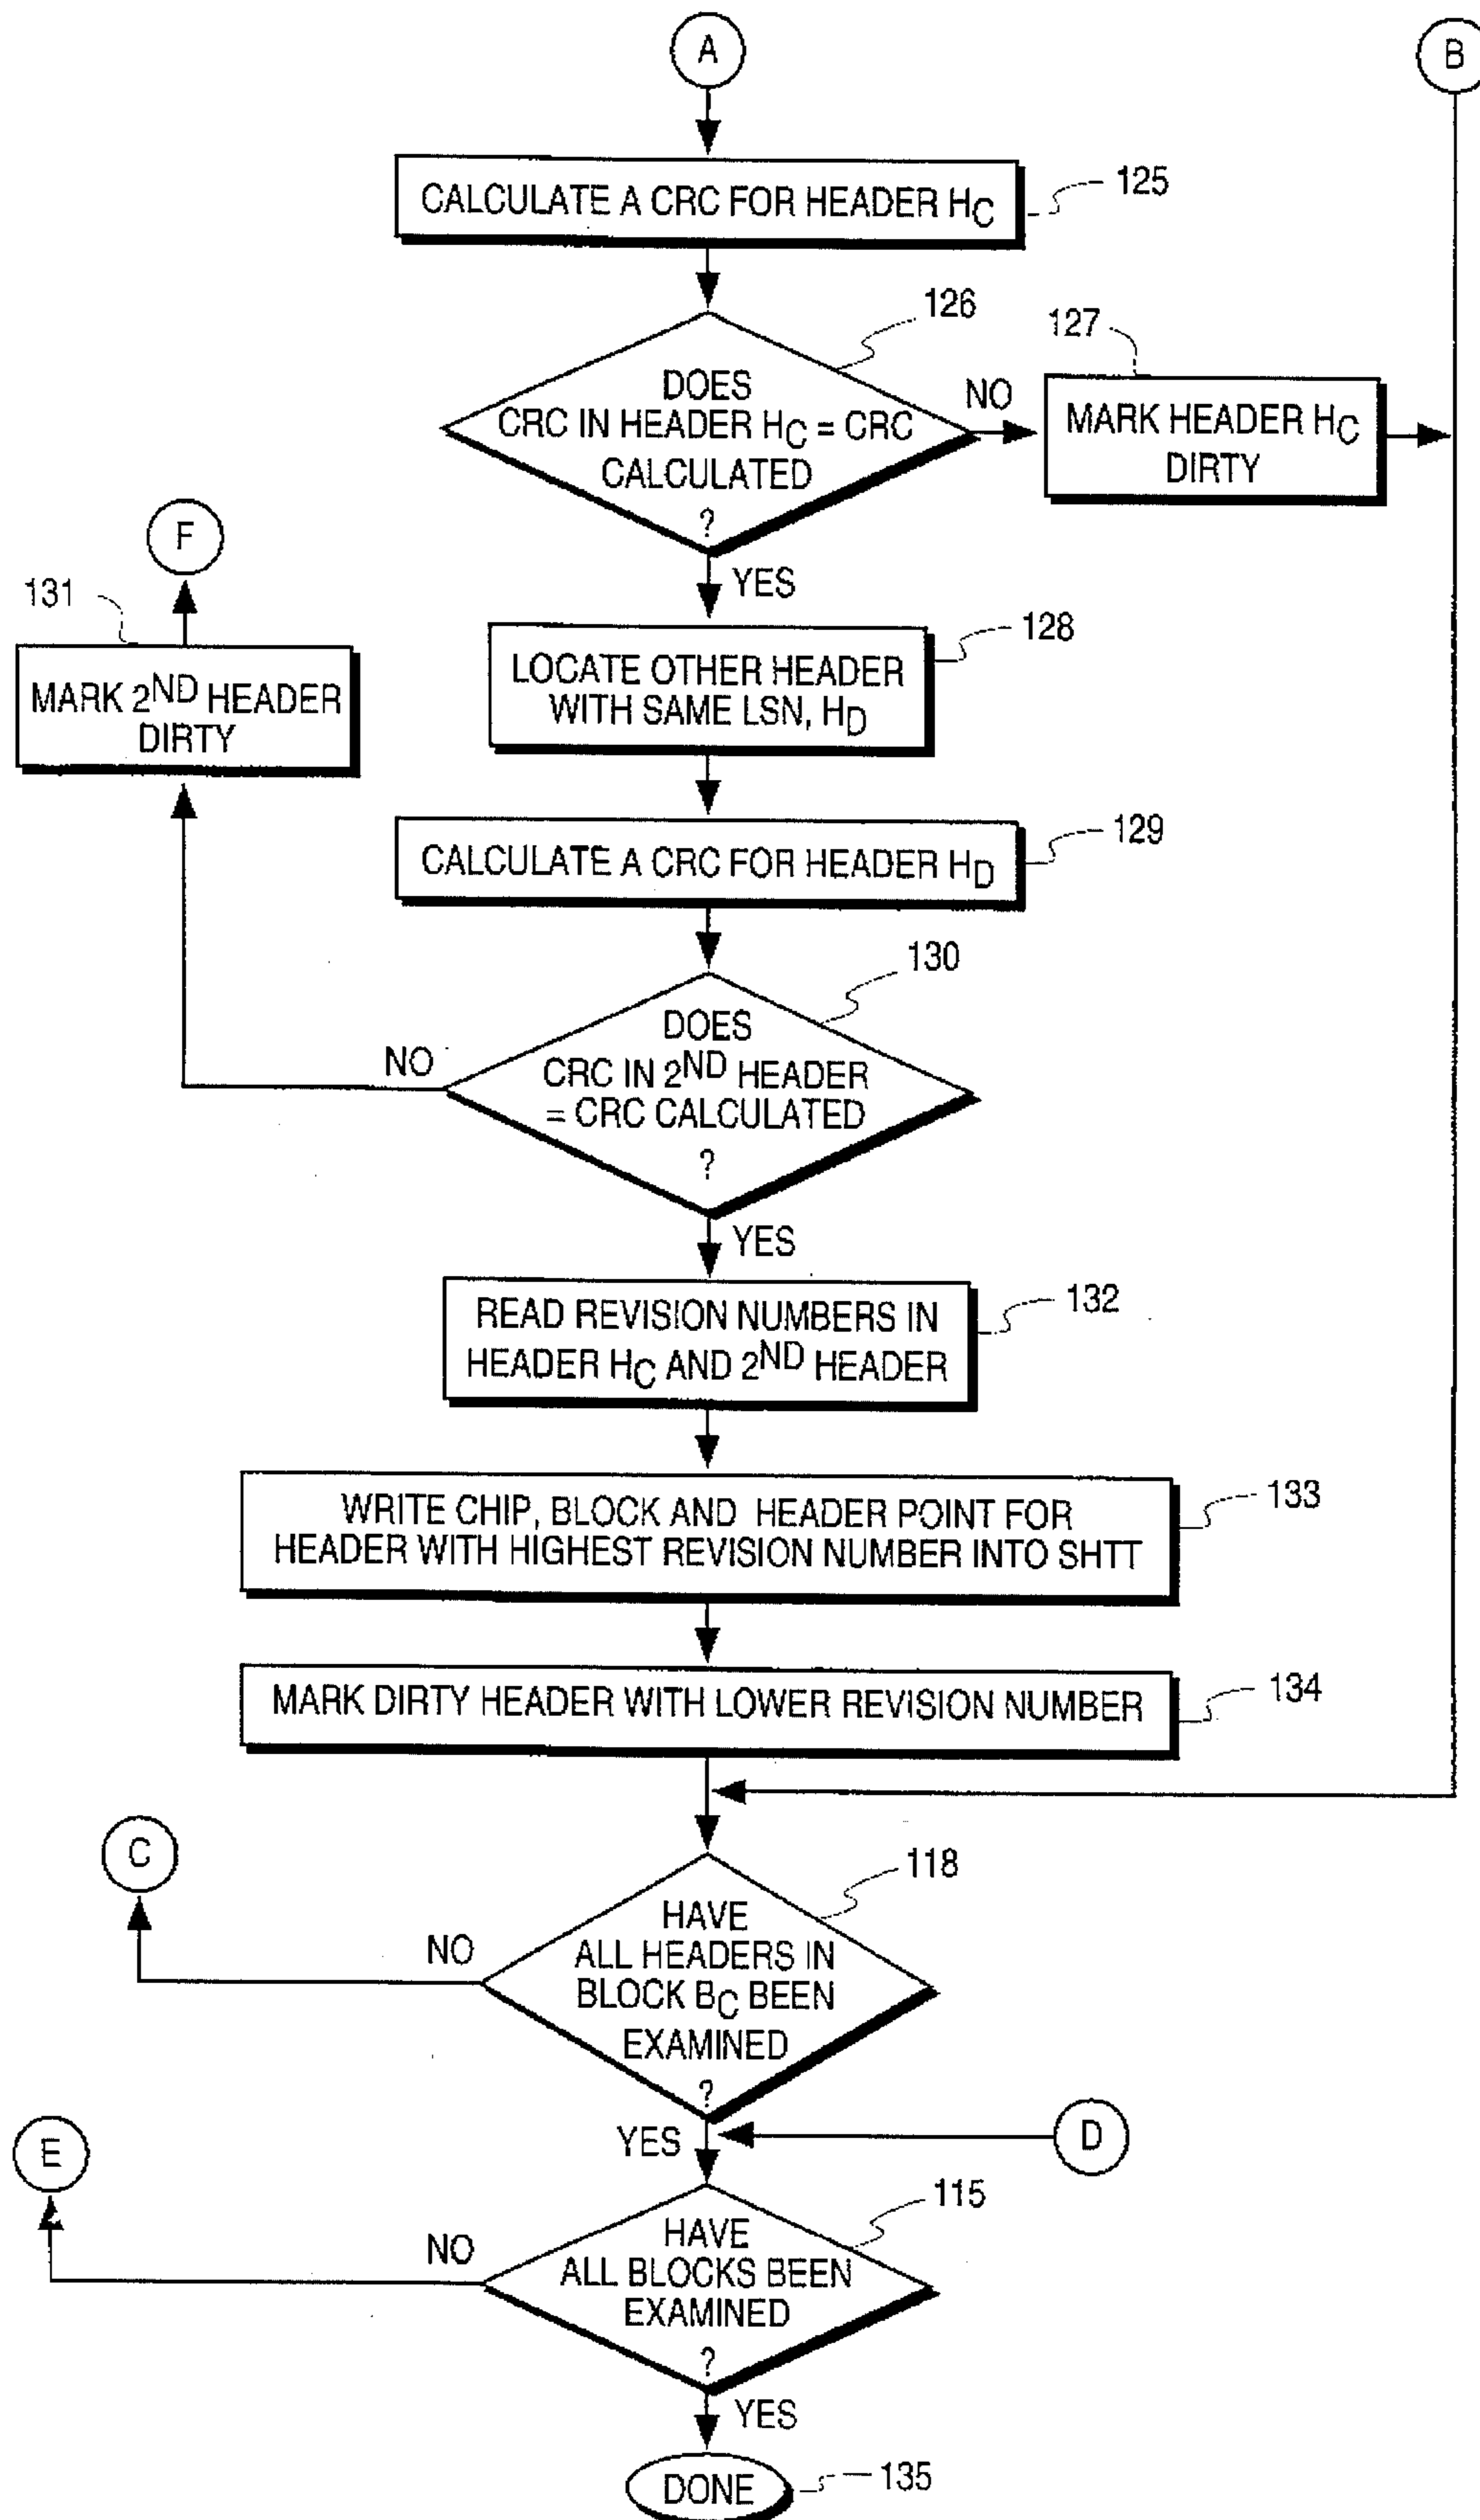 A
B
CALCULATE A CRC FOR HEADER HC
125
126
DOES
CRC IN HEADER HC = CRC
CALCULATED
?
NO
127
MARK HEADER HC
DIRTY
YES
F
131
MARK 2ND HEADER
DIRTY
128
LOCATE OTHER HEADER
WITH SAME LSN, HD
129
CALCULATE A CRC FOR HEADER HD
130
DOES
CRC IN 2ND HEADER
= CRC CALCULATED
?
NO
YES
132
READ REVISION NUMBERS IN
HEADER HC AND 2ND HEADER
133
WRITE CHIP, BLOCK AND HEADER POINT FOR
HEADER WITH HIGHEST REVISION NUMBER INTO SHTT
134
MARK DIRTY HEADER WITH LOWER REVISION NUMBER
C
118
HAVE
ALL HEADERS IN
BLOCK BC BEEN
EXAMINED
?
NO
YES
D
E
115
HAVE
ALL BLOCKS BEEN
EXAMINED
?
NO
YES
DONE
135